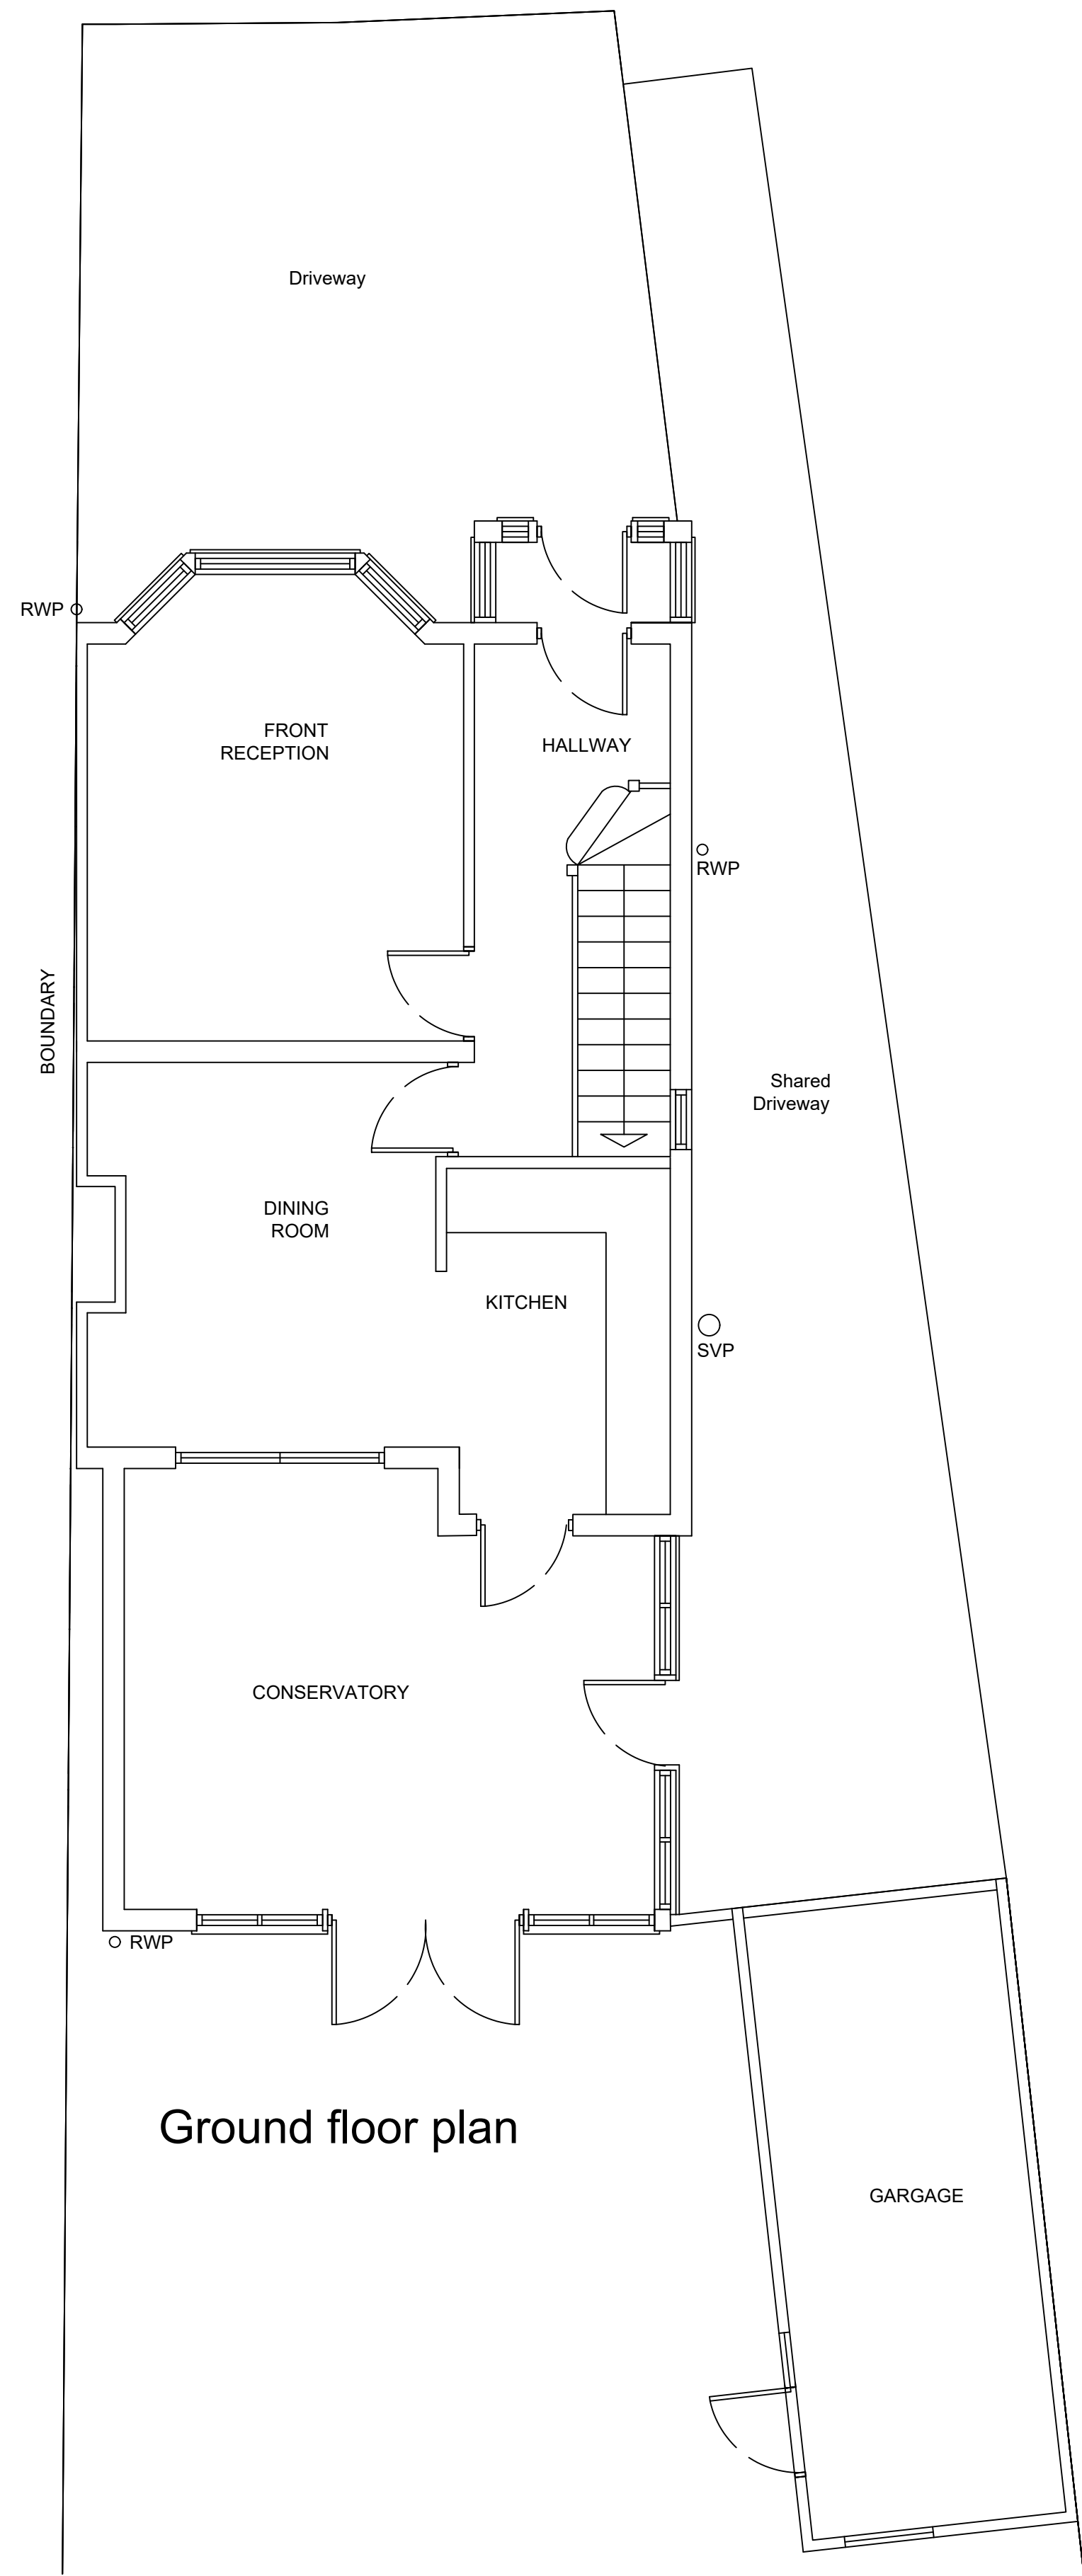 Driveway
RWP
FRONT
RECEPTION
HALLWAY
RWP
BOUNDARY
Shared
Driveway
DINING
ROOM
KITCHEN
SVP
CONSERVATORY
RWP
Ground floor plan
GARGAGE